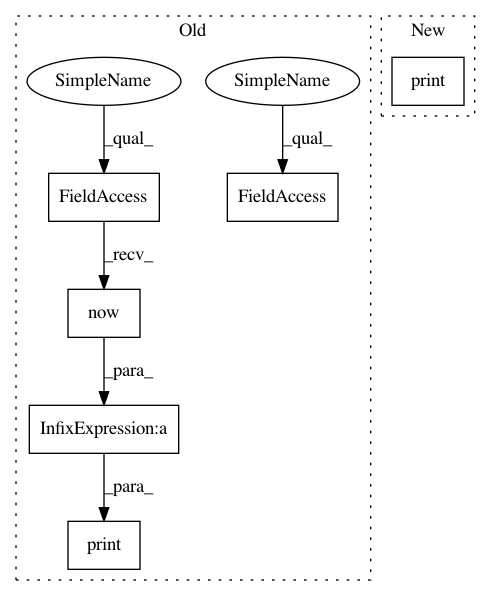 Old
New
SimpleName
SimpleName
print
_qual_
_qual_
FieldAccess
FieldAccess
_recv_
now
_para_
InfixExpression:a
_para_
print